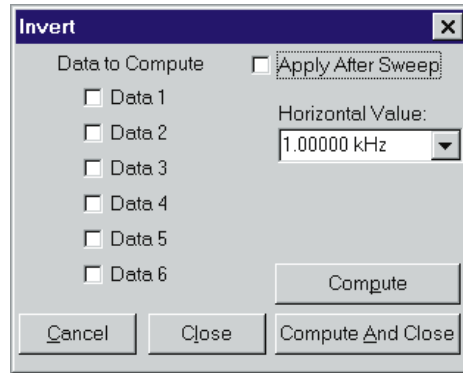 Invert
Data to Compute
Apply After Sweep
Data 1
Data 2
Data 3
Data 4
Data 5
Data 6
Horizontal Value:
1.00000 kHz
Compute
Cancel
Close
Compute And Close